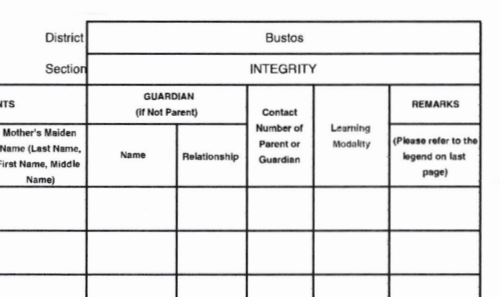 District Bustos
Section INTEGRITY
NTS
GUARDIAN
(if Not Parent)
REMARKS
Mother's Maiden
Name (Last Name,
First Name, Middle
Name)
Name
Relationship
Contact
Number of
Parent or
Guardian
Learning
Modality
(Please refer to the
legend on last
page)